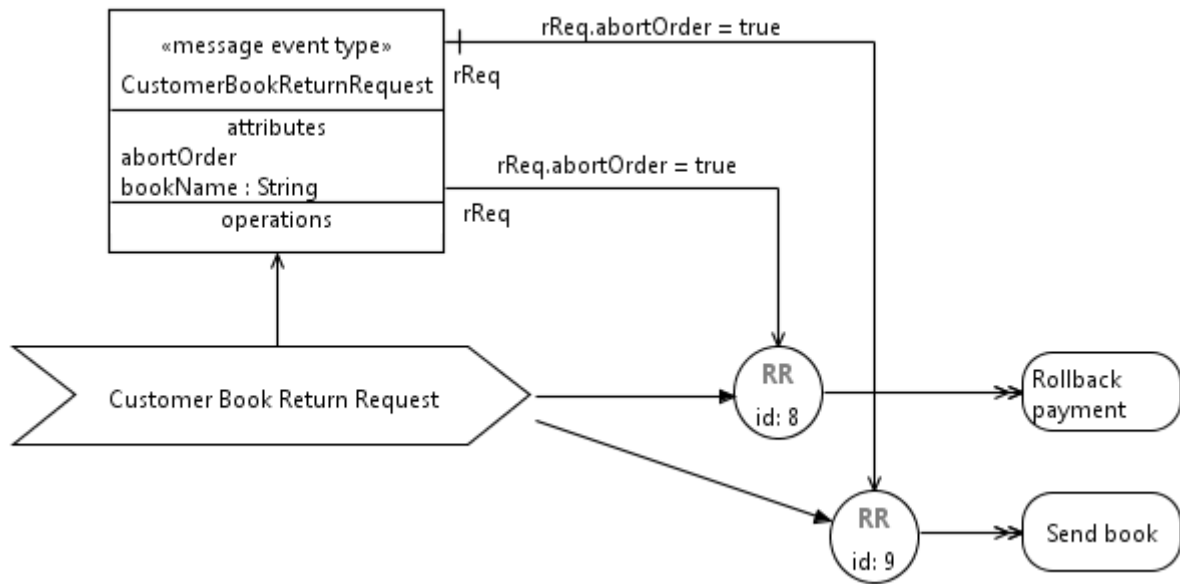 «message event type»
CustomerBookReturnRequest
attributes
abortOrder
bookName : String
operations
rReq.abortOrder = true
rReq
rReq.abortOrder = true
rReq
Customer Book Return Request
RR
id: 8
Rollback
payment
RR
id: 9
Send book